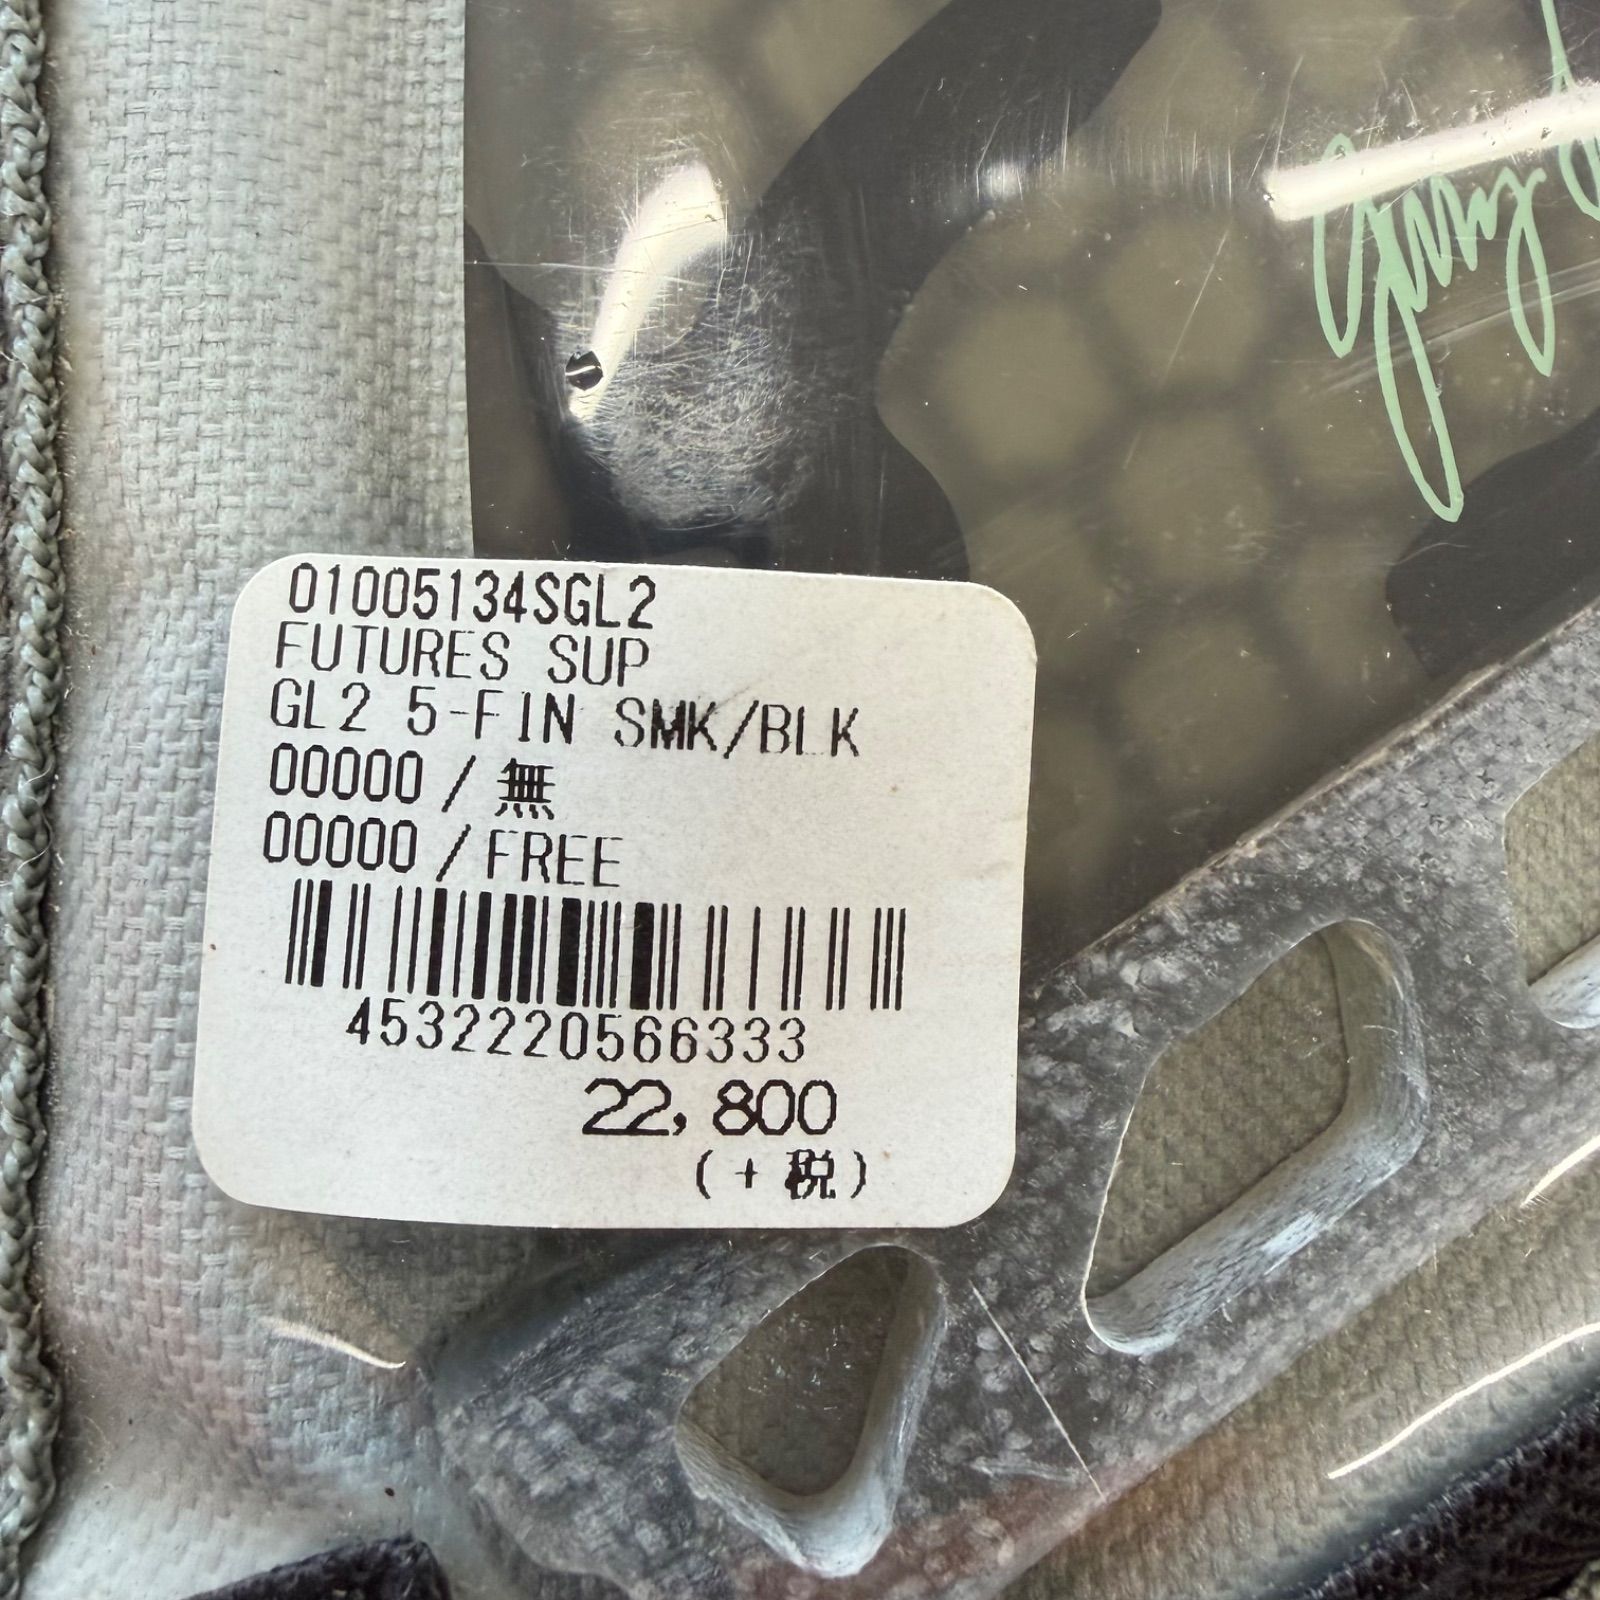 01005134SGL2
FUTURES SUP
GL2 5-FIN SMK/BLK
00000/無
00000/FREE
4532220566333
22,800
(+税)